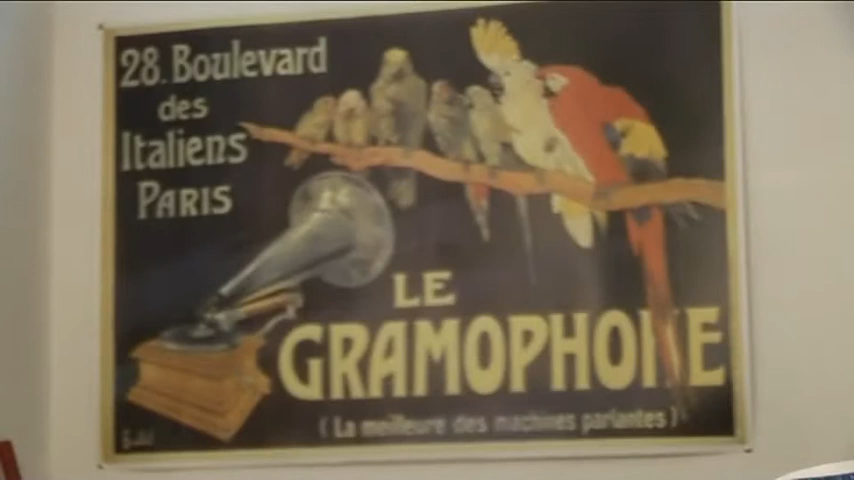 28. Boulevard
des
Italiens
PARIS
LE
GRAMOPHONE
(La meilleure des machines parlantes)